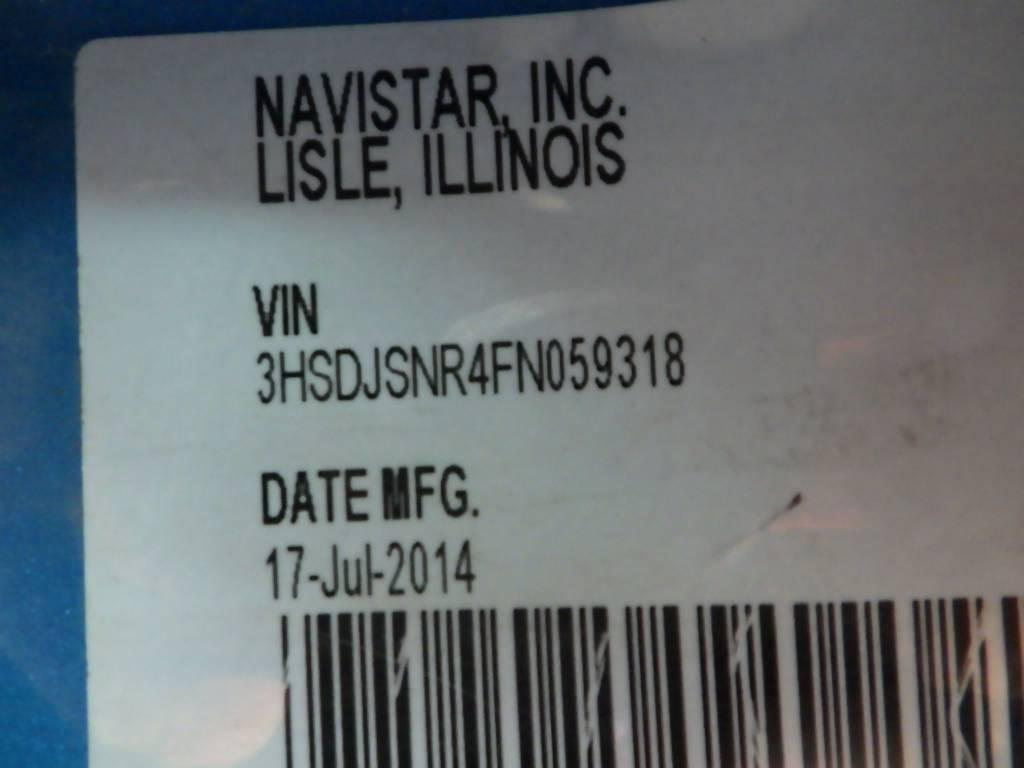 NAVISTAR, INC.
LISLE, ILLINOIS
VIN
3HSDJSNR4FN059318
DATE MFG.
17-Jul-2014